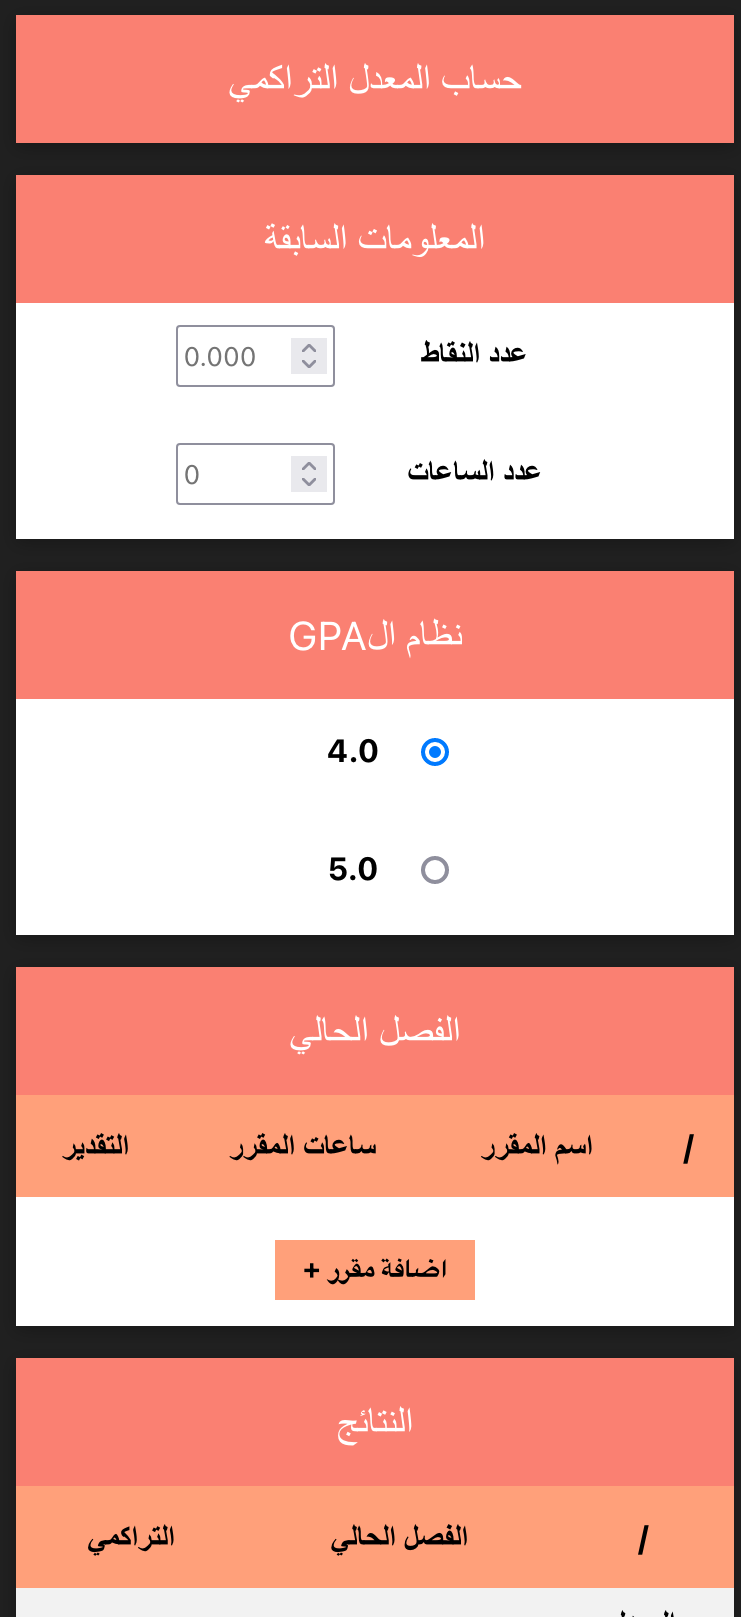 حساب المعدل التراكمي
المعلومات السابقة
عدد النقاط 0.000
عدد الساعات 0
نظام الGPA
4.0
5.0
الفصل الحالي
/ اسم المقرر ساعات المقرر التقدير
اضافة مقرر +
النتائج
/ الفصل الحالي التراكمي